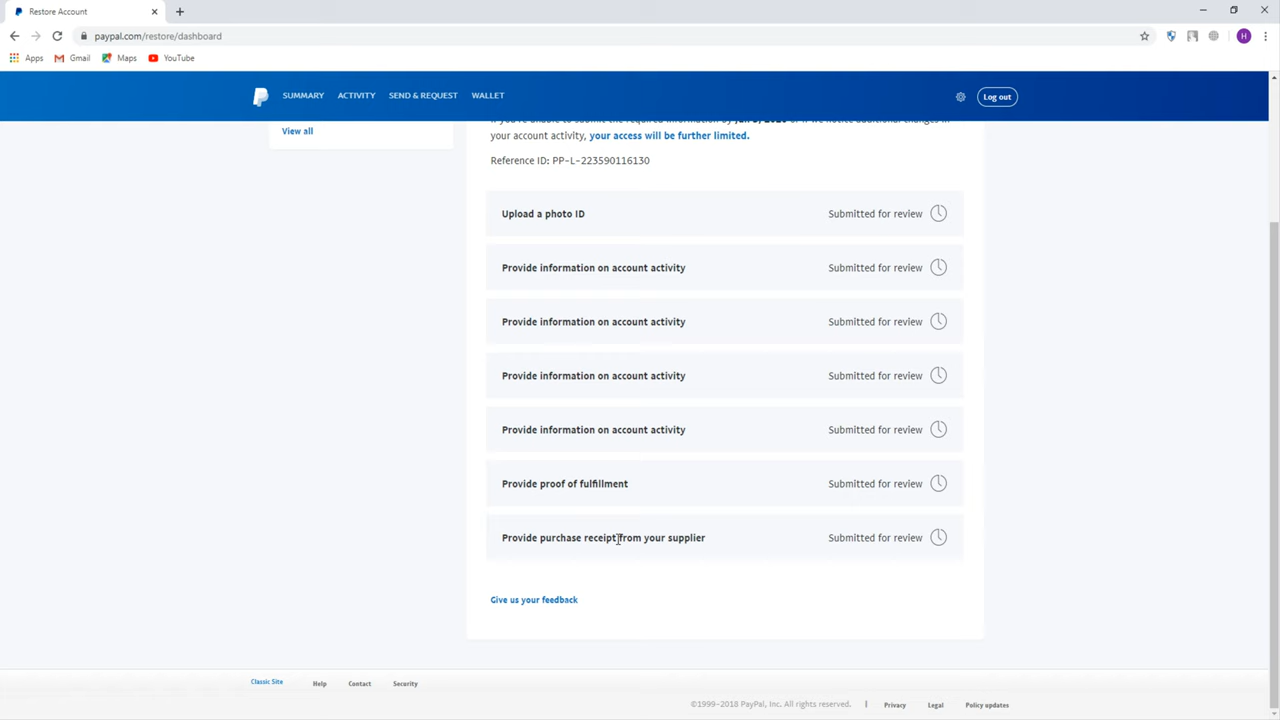 Restore Account
paypal.com/restore/dashboard
H
Apps Gmail Maps YouTube
SUMMARY ACTIVITY SEND & REQUEST WALLET Log out
View all
your account activity, your access will be further limited.
Reference ID: PP-L-223590116130
Upload a photo ID Submitted for review
Provide information on account activity Submitted for review
Provide information on account activity Submitted for review
Provide information on account activity Submitted for review
Provide information on account activity Submitted for review
Provide proof of fulfillment Submitted for review
Provide purchase receipt from your supplier Submitted for review
Give us your feedback
Classic Site Help Contact Security
©1999-2018 PayPal, Inc. All rights reserved. | Privacy Legal Policy updates